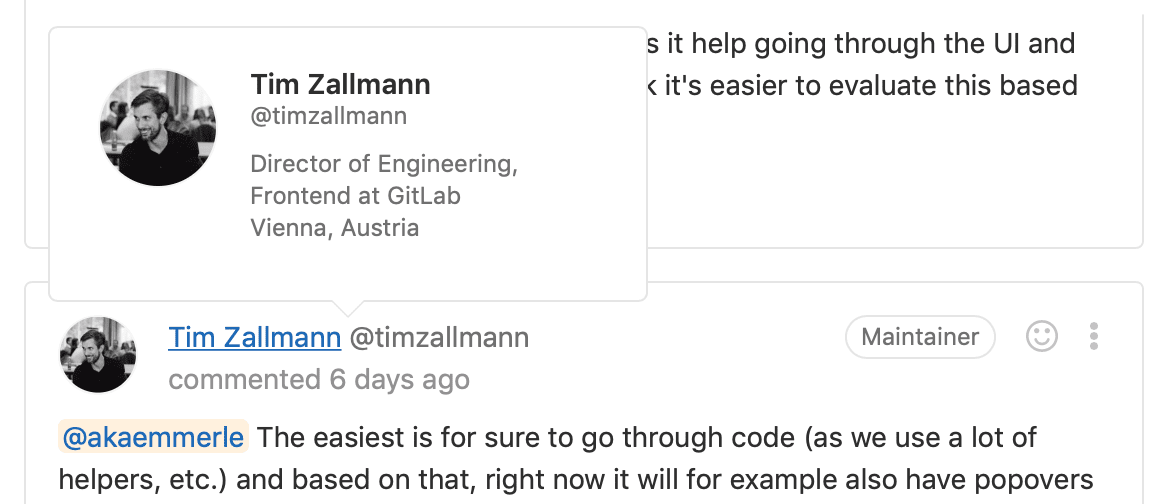 s it help going through the UI and
it's easier to evaluate this based
Tim Zallmann
@timzallmann
Director of Engineering,
Frontend at GitLab
Vienna, Austria
Tim Zallmann @timzallmann
Maintainer
commented 6 days ago
@akaemmerle The easiest is for sure to go through code (as we use a lot of
helpers, etc.) and based on that, right now it will for example also have popovers